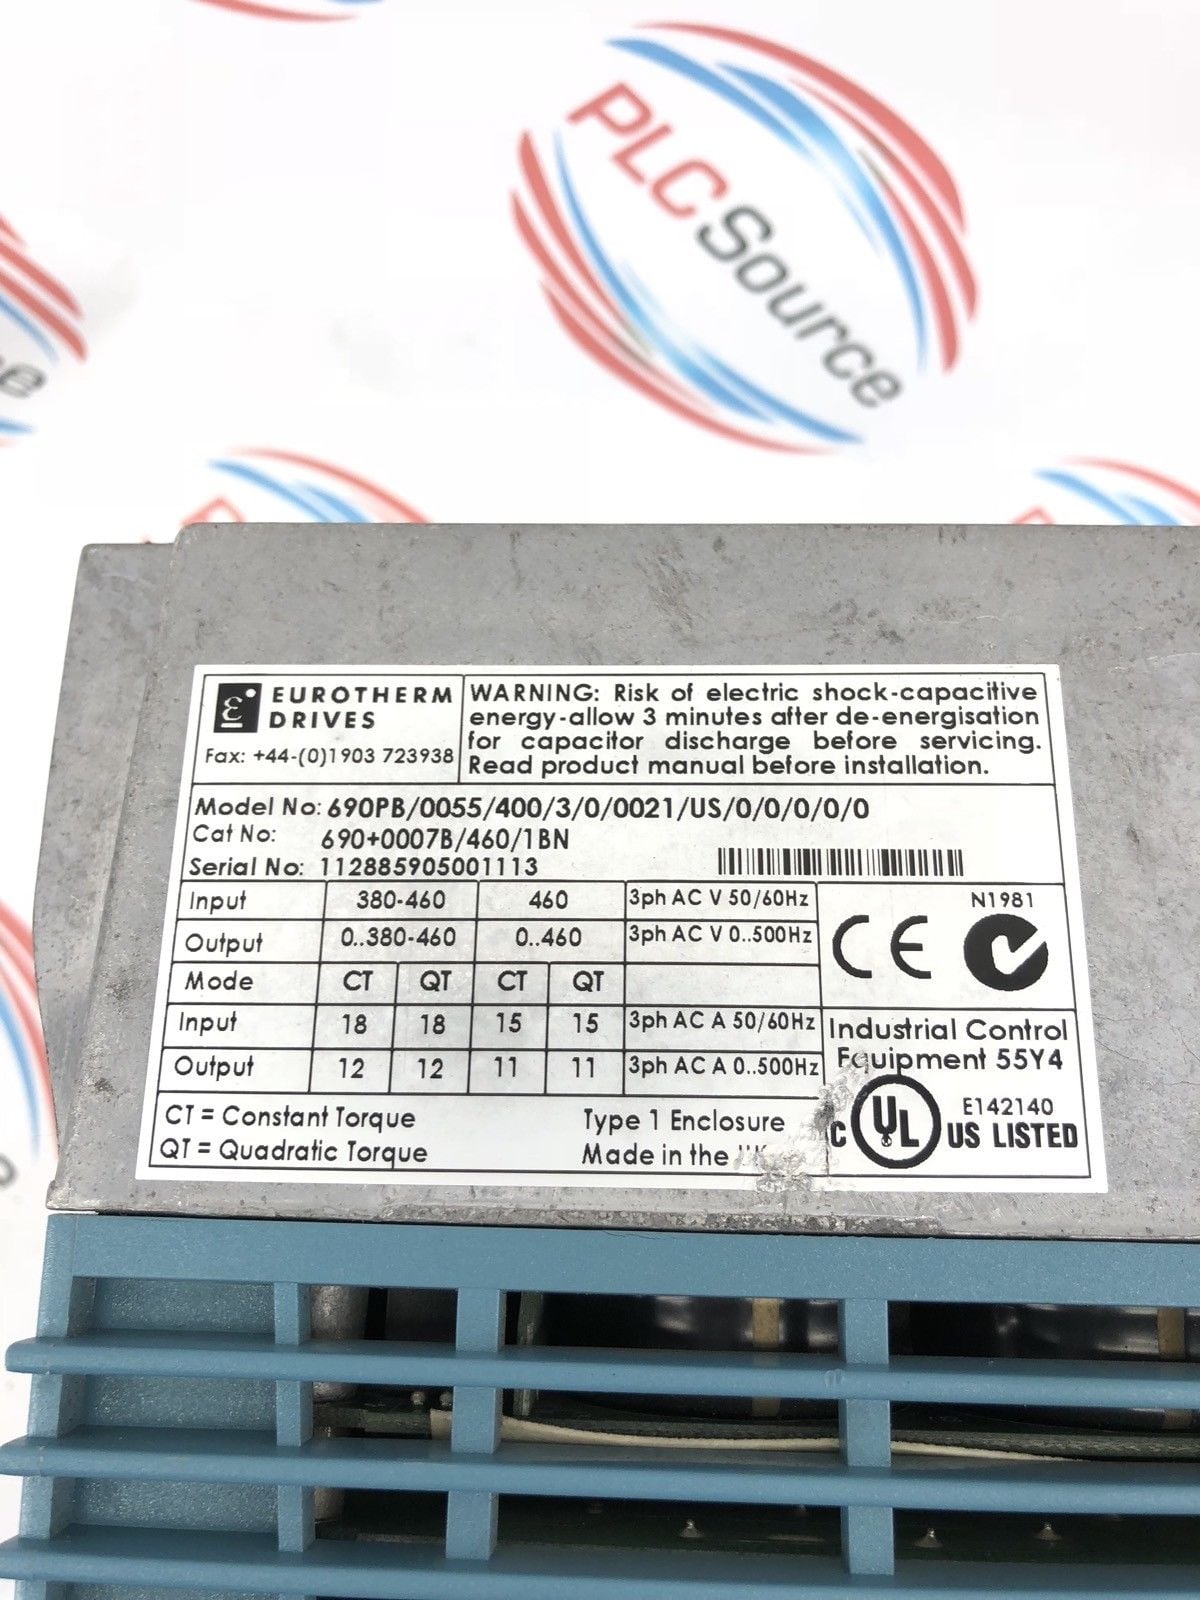 PLCSource
e
EUROTHERM
DRIVES
Fax: +44-(0)1903 723938
WARNING: Risk of electric shock-capacitive
energy-allow 3 minutes after de-energisation
for capacitor discharge before servicing.
Read product manual before installation.
Model No: 690PB/0055/400/3/0/0021/US/0/0/0/0/0
Cat No: 690+0007B/460/1BN
Serial No: 112885905001113
Input 380-460 460 3ph AC V 50/60Hz
Output 0..380-460 0..460 3ph AC V 0..500Hz
Mode CT QT CT QT
Input 18 18 15 15 3ph AC A 50/60Hz
Output 12 12 11 11 3ph AC A 0..500Hz
CT = Constant Torque
QT = Quadratic Torque
Type 1 Enclosure
Made in the
CE
N1981
Industrial Control
Equipment 55Y4
C UL US LISTED
E142140